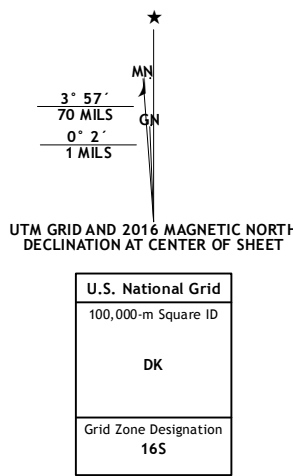 MN
3° 57´
70 MILS
GN
0° 2´
1 MILS
UTM GRID AND 2016 MAGNETIC NORTH
DECLINATION AT CENTER OF SHEET
U.S. National Grid
100,000-m Square ID
DK
Grid Zone Designation
16S